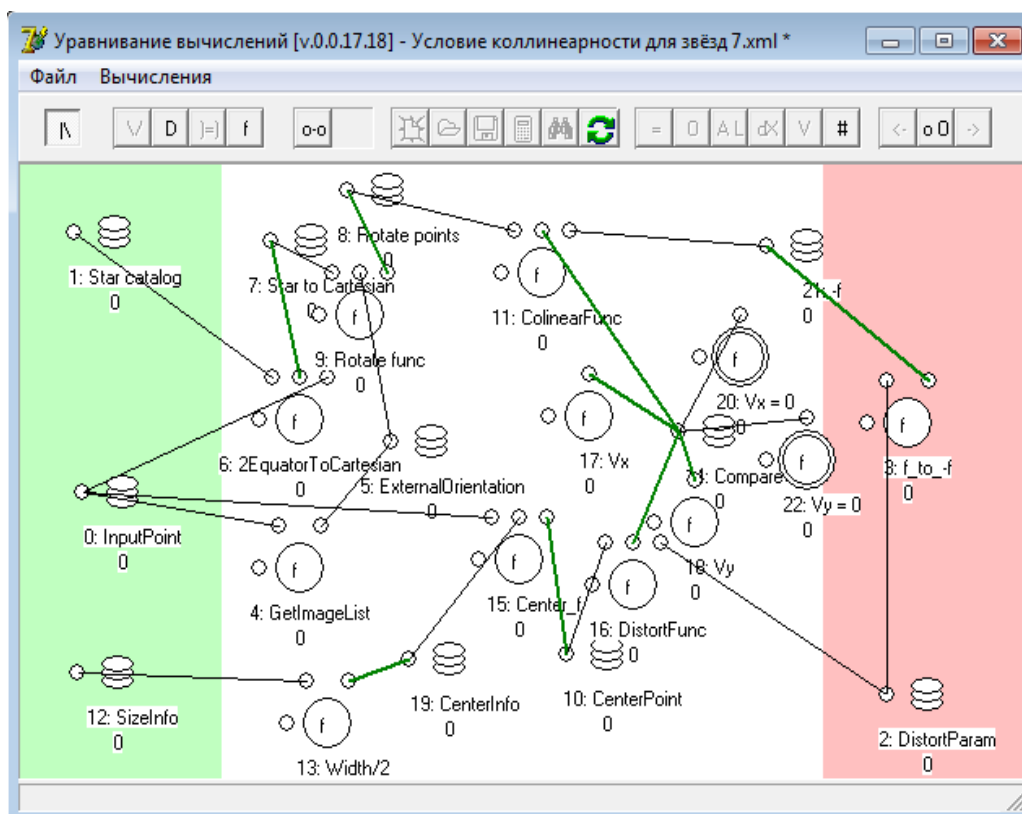 Уравнивание вычислений [v.0.0.17.18] - Условие коллинеарности для звёзд 7.xml *
Файл Вычисления
|\ \/ D )=) f o-o = 0 A L dX V # <- o 0 ->
1: Star catalog
0
8: Rotate points
0
7: Star to Cartesian
0
f
9: Rotate func
0
f
11: ColinearFunc
0
21: -f
0
f
20: Vx = 0
0
f
6: 2EquatorToCartesian
0
f
17: Vx
0
14: Compare
0
f
22: Vy = 0
0
f
3: f_to_-f
0
5: ExternalOrientation
0
0: InputPoint
0
f
4: GetImageList
0
f
15: Center_f
0
f
18: Vy
0
f
16: DistortFunc
0
12: SizeInfo
0
f
13: Width/2
19: CenterInfo
0
10: CenterPoint
0
2: DistortParam
0